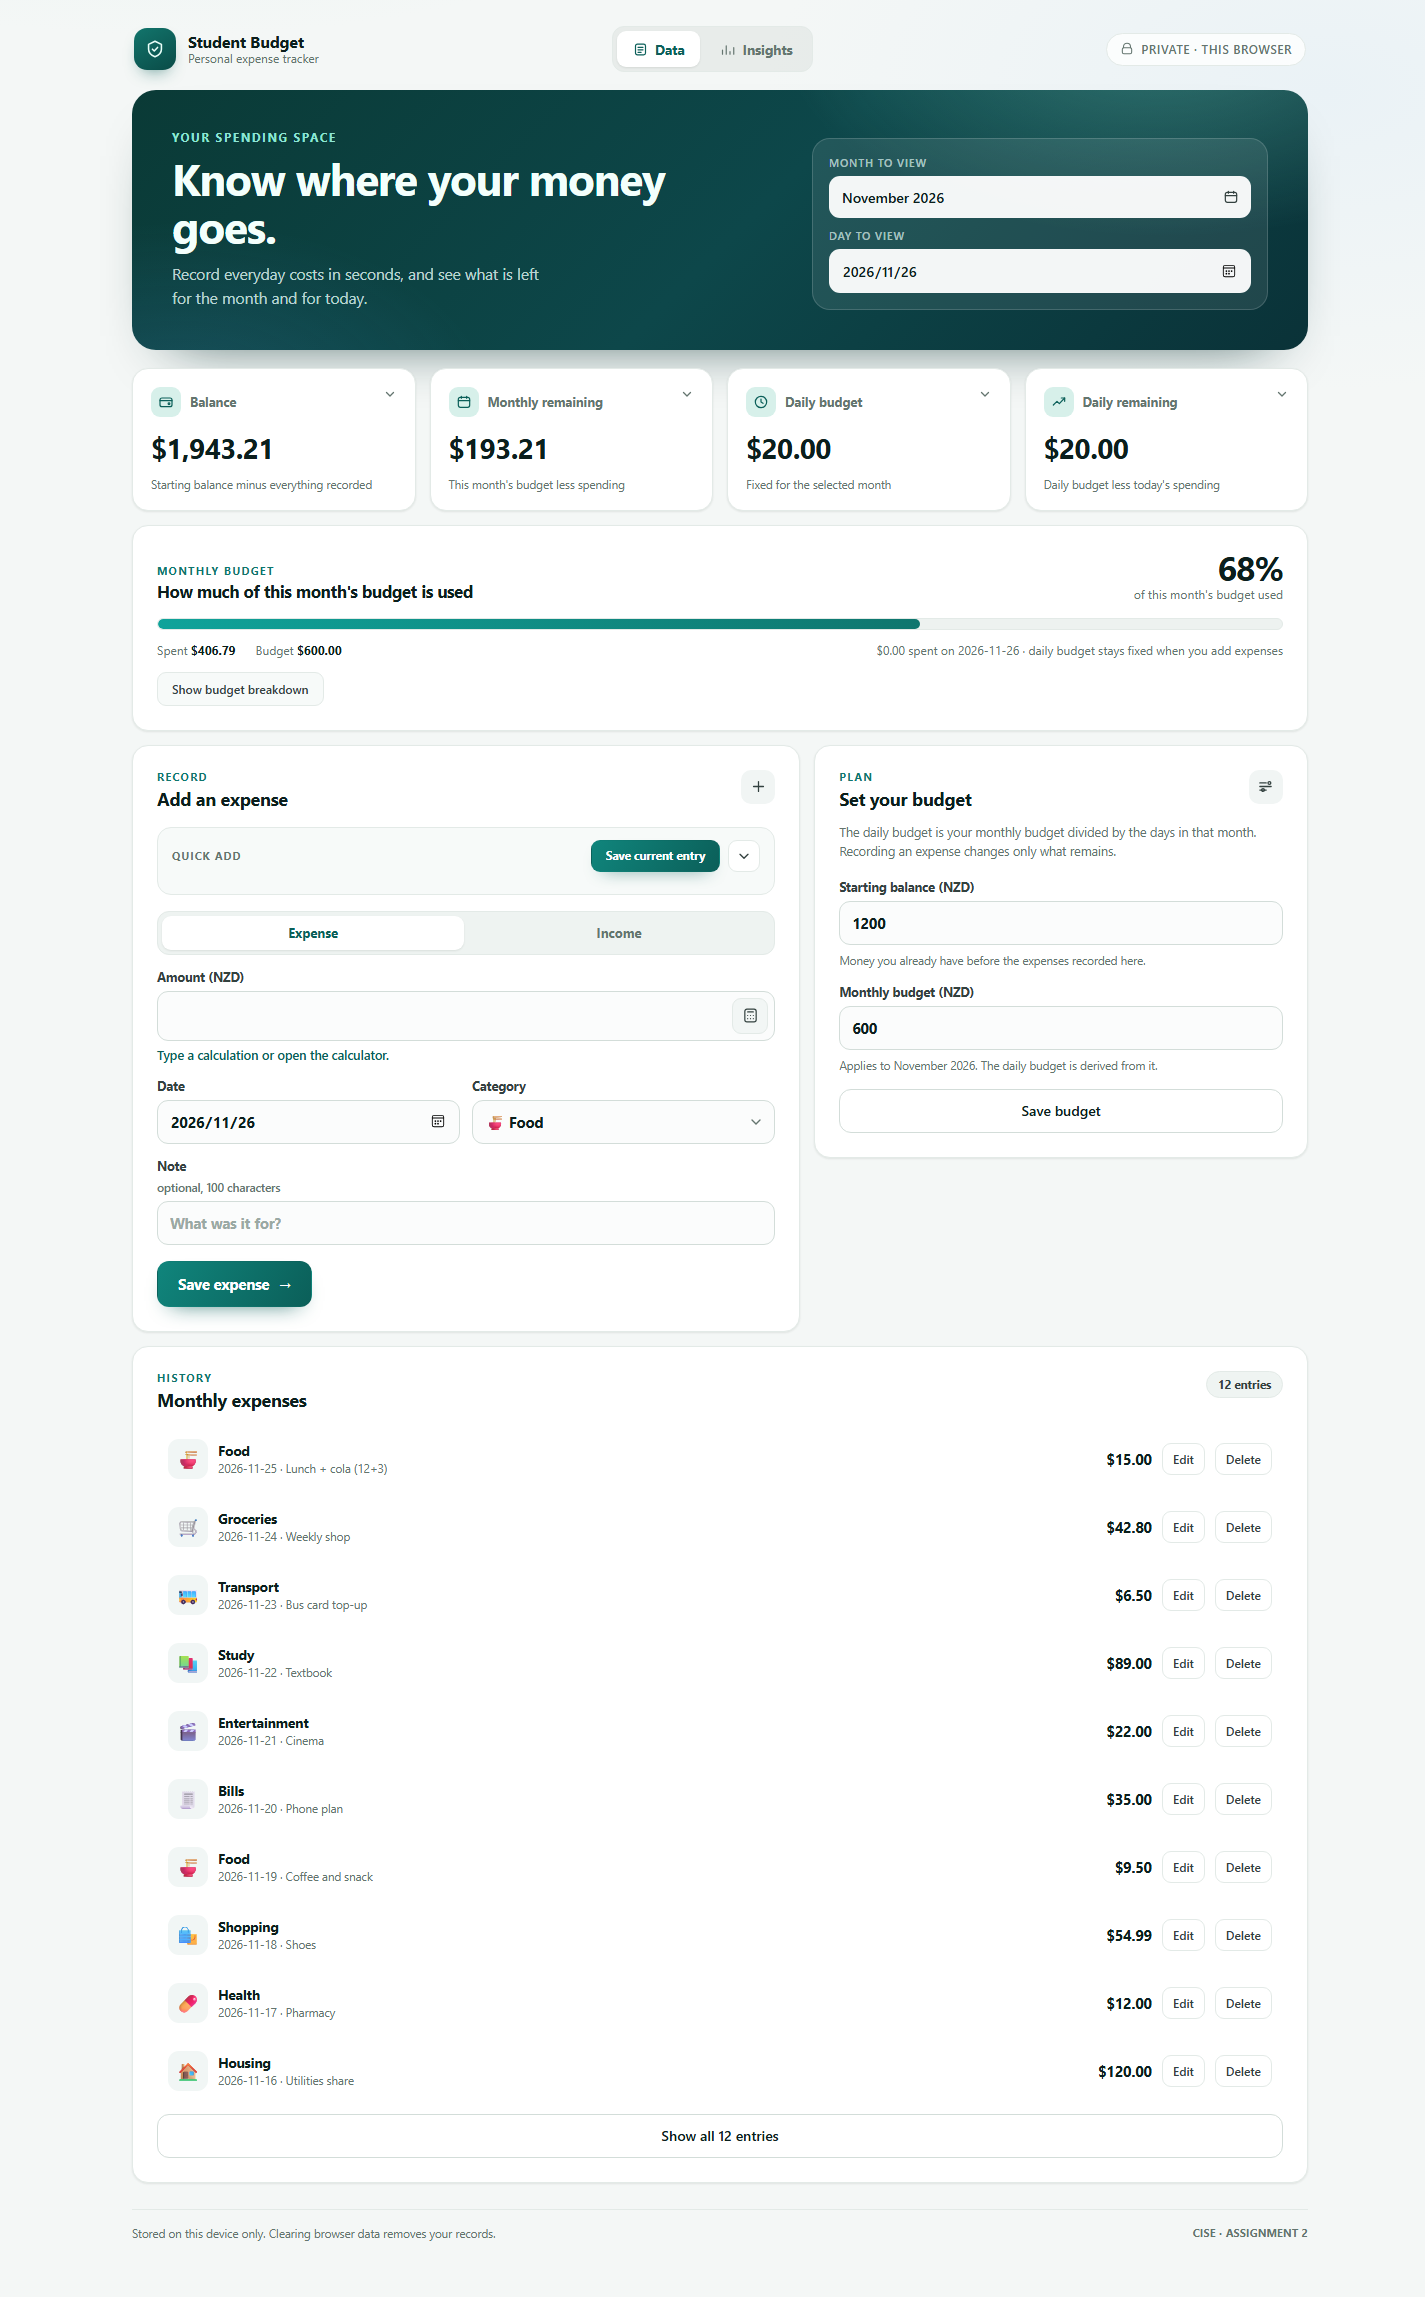 Student Budget
Personal expense tracker
Data
Insights
PRIVATE · THIS BROWSER
YOUR SPENDING SPACE
Know where your money
goes.
Record everyday costs in seconds, and see what is left
for the month and for today.
MONTH TO VIEW
November 2026
DAY TO VIEW
2026/11/26
Balance
$1,943.21
Starting balance minus everything recorded
Monthly remaining
$193.21
This month's budget less spending
Daily budget
$20.00
Fixed for the selected month
Daily remaining
$20.00
Daily budget less today's spending
MONTHLY BUDGET
How much of this month's budget is used
68%
of this month's budget used
Spent $406.79 Budget $600.00
$0.00 spent on 2026-11-26 · daily budget stays fixed when you add expenses
Show budget breakdown
RECORD
Add an expense
QUICK ADD
Save current entry
Expense
Income
Amount (NZD)
Type a calculation or open the calculator.
Date
2026/11/26
Category
Food
Note
optional, 100 characters
What was it for?
Save expense →
PLAN
Set your budget
The daily budget is your monthly budget divided by the days in that month.
Recording an expense changes only what remains.
Starting balance (NZD)
1200
Money you already have before the expenses recorded here.
Monthly budget (NZD)
600
Applies to November 2026. The daily budget is derived from it.
Save budget
HISTORY
Monthly expenses
12 entries
Food
2026-11-25 · Lunch + cola (12+3)
$15.00 Edit Delete
Groceries
2026-11-24 · Weekly shop
$42.80 Edit Delete
Transport
2026-11-23 · Bus card top-up
$6.50 Edit Delete
Study
2026-11-22 · Textbook
$89.00 Edit Delete
Entertainment
2026-11-21 · Cinema
$22.00 Edit Delete
Bills
2026-11-20 · Phone plan
$35.00 Edit Delete
Food
2026-11-19 · Coffee and snack
$9.50 Edit Delete
Shopping
2026-11-18 · Shoes
$54.99 Edit Delete
Health
2026-11-17 · Pharmacy
$12.00 Edit Delete
Housing
2026-11-16 · Utilities share
$120.00 Edit Delete
Show all 12 entries
Stored on this device only. Clearing browser data removes your records.
CISE · ASSIGNMENT 2